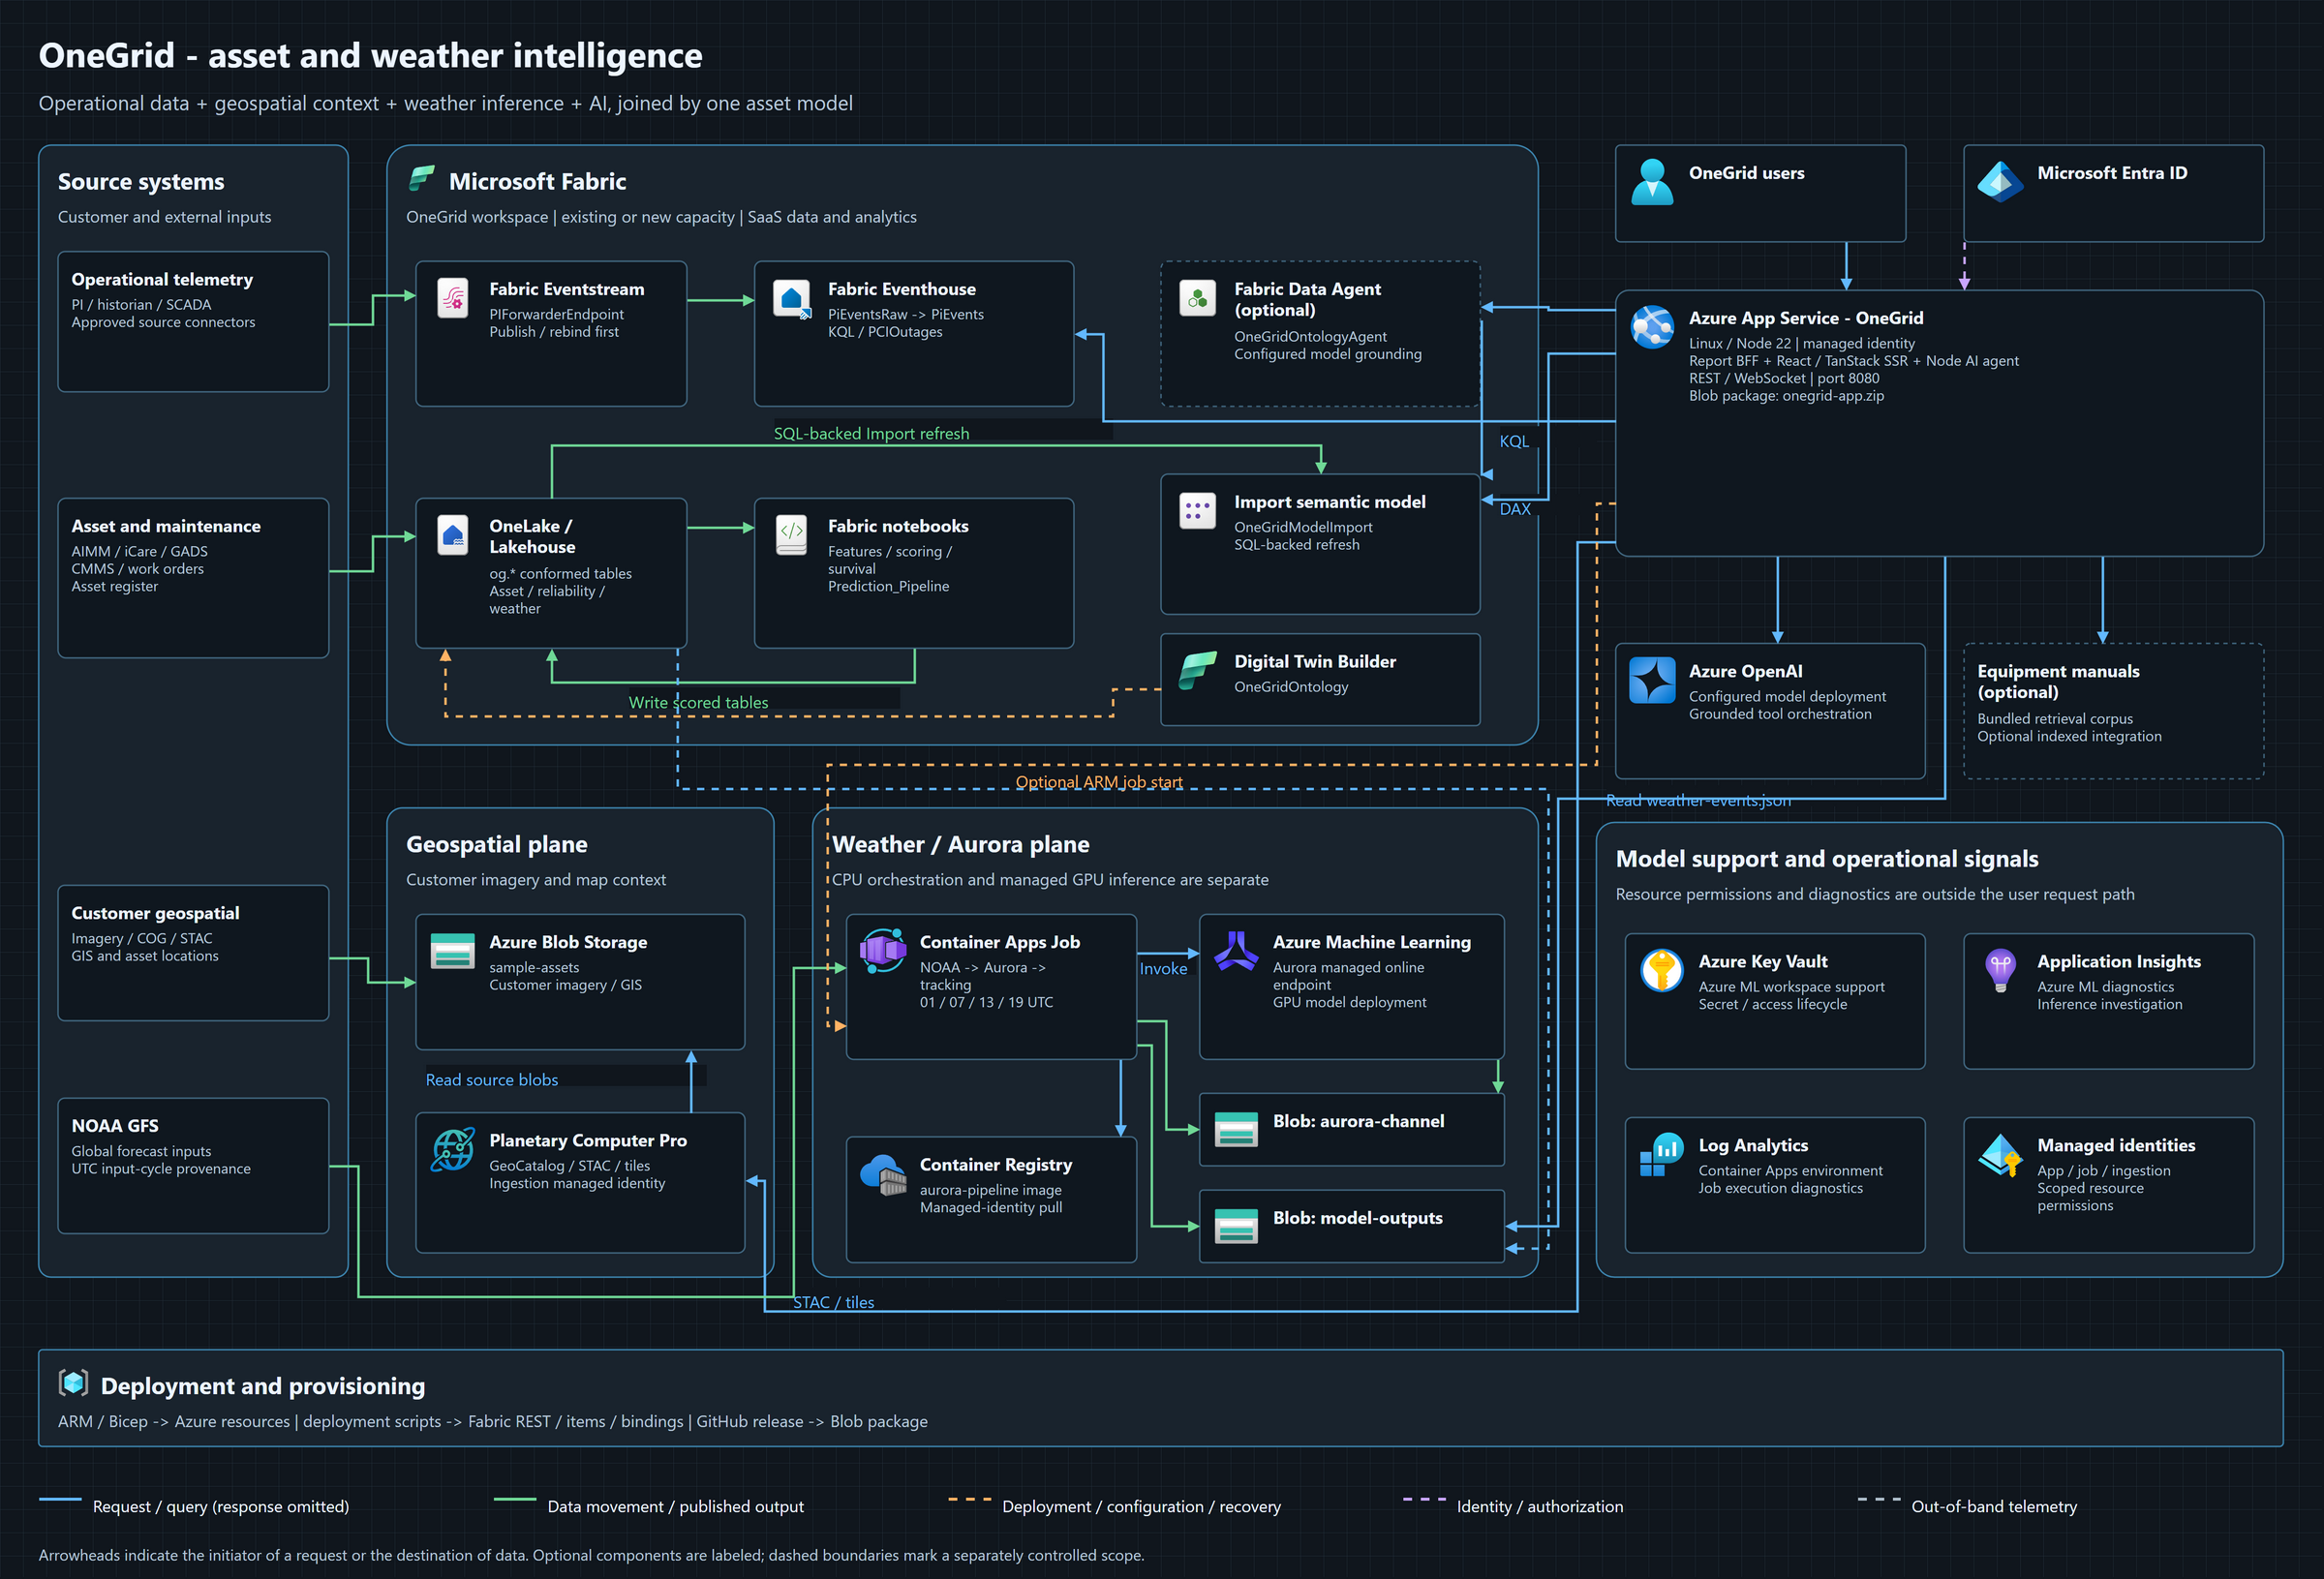 OneGrid - asset and weather intelligence
Operational data + geospatial context + weather inference + AI, joined by one asset model
Source systems
Customer and external inputs
Operational telemetry
PI / historian / SCADA
Approved source connectors
Asset and maintenance
AIMM / iCare / GADS
CMMS / work orders
Asset register
Customer geospatial
Imagery / COG / STAC
GIS and asset locations
NOAA GFS
Global forecast inputs
UTC input-cycle provenance
Microsoft Fabric
OneGrid workspace | existing or new capacity | SaaS data and analytics
Fabric Eventstream
PIForwarderEndpoint
Publish / rebind first
Fabric Eventhouse
PiEventsRaw -> PiEvents
KQL / PCIOutages
Fabric Data Agent
(optional)
OneGridOntologyAgent
Configured model grounding
SQL-backed Import refresh
KQL
DAX
OneLake /
Lakehouse
og.* conformed tables
Asset / reliability /
weather
Fabric notebooks
Features / scoring /
survival
Prediction_Pipeline
Import semantic model
OneGridModelImport
SQL-backed refresh
Digital Twin Builder
OneGridOntology
Write scored tables
OneGrid users
Microsoft Entra ID
Azure App Service - OneGrid
Linux / Node 22 | managed identity
Report BFF + React / TanStack SSR + Node AI agent
REST / WebSocket | port 8080
Blob package: onegrid-app.zip
Azure OpenAI
Configured model deployment
Grounded tool orchestration
Equipment manuals
(optional)
Bundled retrieval corpus
Optional indexed integration
Optional ARM job start
Read weather-events.json
Geospatial plane
Customer imagery and map context
Azure Blob Storage
sample-assets
Customer imagery / GIS
Read source blobs
Planetary Computer Pro
GeoCatalog / STAC / tiles
Ingestion managed identity
Weather / Aurora plane
CPU orchestration and managed GPU inference are separate
Container Apps Job
NOAA -> Aurora ->
tracking
01 / 07 / 13 / 19 UTC
Invoke
Azure Machine Learning
Aurora managed online
endpoint
GPU model deployment
Container Registry
aurora-pipeline image
Managed-identity pull
Blob: aurora-channel
Blob: model-outputs
STAC / tiles
Model support and operational signals
Resource permissions and diagnostics are outside the user request path
Azure Key Vault
Azure ML workspace support
Secret / access lifecycle
Application Insights
Azure ML diagnostics
Inference investigation
Log Analytics
Container Apps environment
Job execution diagnostics
Managed identities
App / job / ingestion
Scoped resource
permissions
Deployment and provisioning
ARM / Bicep -> Azure resources | deployment scripts -> Fabric REST / items / bindings | GitHub release -> Blob package
Request / query (response omitted)
Data movement / published output
Deployment / configuration / recovery
Identity / authorization
Out-of-band telemetry
Arrowheads indicate the initiator of a request or the destination of data. Optional components are labeled; dashed boundaries mark a separately controlled scope.